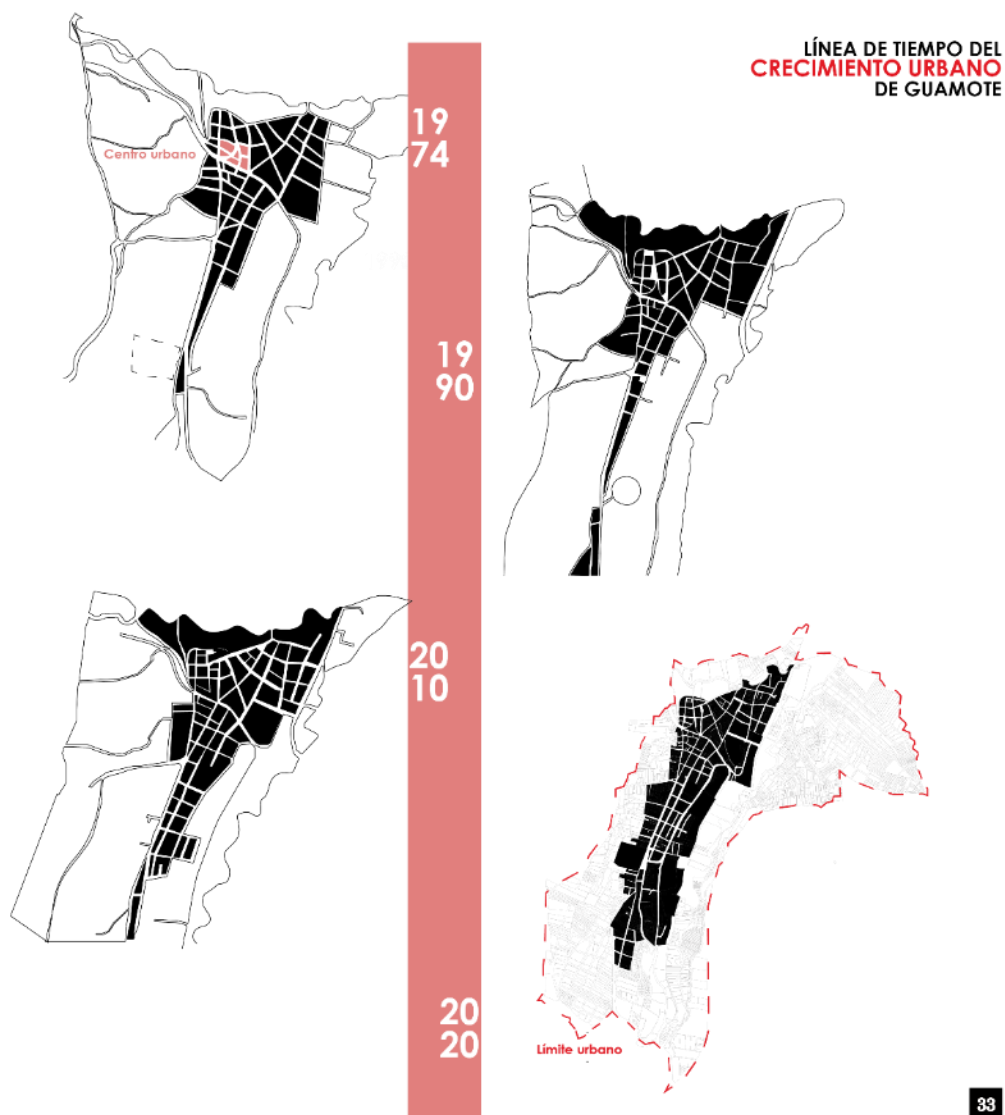 LÍNEA DE TIEMPO DEL
CRECIMIENTO URBANO
DE GUAMOTE
19
74
Centro urbano
19
90
20
10
20
20
Límite urbano
33